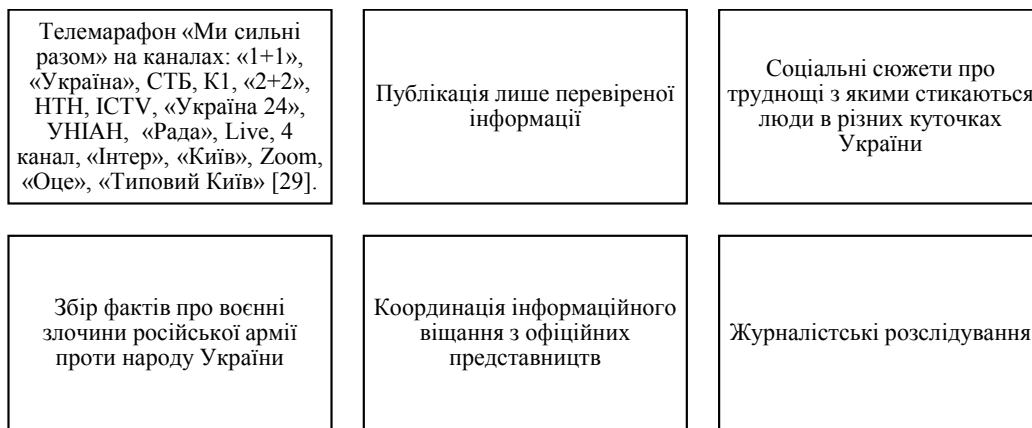 Телемарафон «Ми сильні
разом» на каналах: «1+1»,
«Україна», СТБ, К1, «2+2»,
НТН, ICTV, «Україна 24»,
УНІАН, «Рада», Live, 4
канал, «Інтер», «Київ», Zoom,
«Оце», «Типовий Київ» [29].
Публікація лише перевіреної
інформації
Соціальні сюжети про
труднощі з якими стикаються
люди в різних куточках
України
Збір фактів про воєнні
злочини російської армії
проти народу України
Координація інформаційного
віщання з офіційних
представництв
Журналістські розслідування